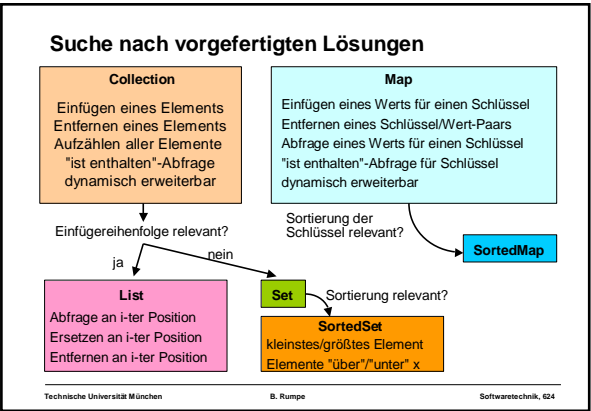 Suche nach vorgefertigten Lösungen
Collection
Einfügen eines Elements
Entfernen eines Elements
Aufzählen aller Elemente
"ist enthalten"-Abfrage
dynamisch erweiterbar
Map
Einfügen eines Werts für einen Schlüssel
Entfernen eines Schlüssel/Wert-Paars
Abfrage eines Werts für einen Schlüssel
"ist enthalten"-Abfrage für Schlüssel
dynamisch erweiterbar
Einfügereihenfolge relevant?
ja
nein
Sortierung der
Schlüssel relevant?
SortedMap
List
Abfrage an i-ter Position
Ersetzen an i-ter Position
Entfernen an i-ter Position
Set
Sortierung relevant?
SortedSet
kleinstes/größtes Element
Elemente "über"/"unter" x
Technische Universität München
B. Rumpe
Softwaretechnik, 624